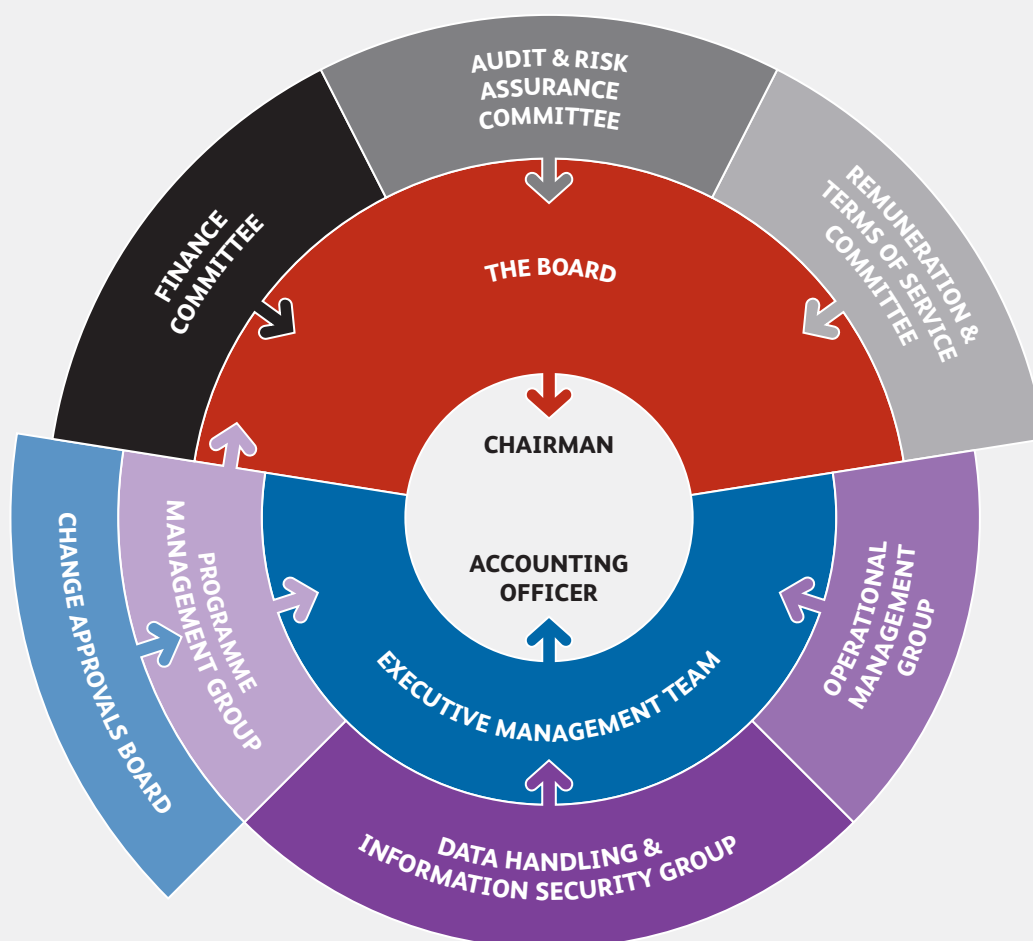 AUDIT & RISK
ASSURANCE
COMMITTEE
FINANCE
COMMITTEE
REMUNERATION &
TERMS OF SERVICE
COMMITTEE
THE BOARD
CHAIRMAN
ACCOUNTING
OFFICER
CHANGE APPROVALS BOARD
PROGRAMME
MANAGEMENT GROUP
EXECUTIVE MANAGEMENT TEAM
OPERATIONAL
MANAGEMENT
GROUP
DATA HANDLING &
INFORMATION SECURITY GROUP